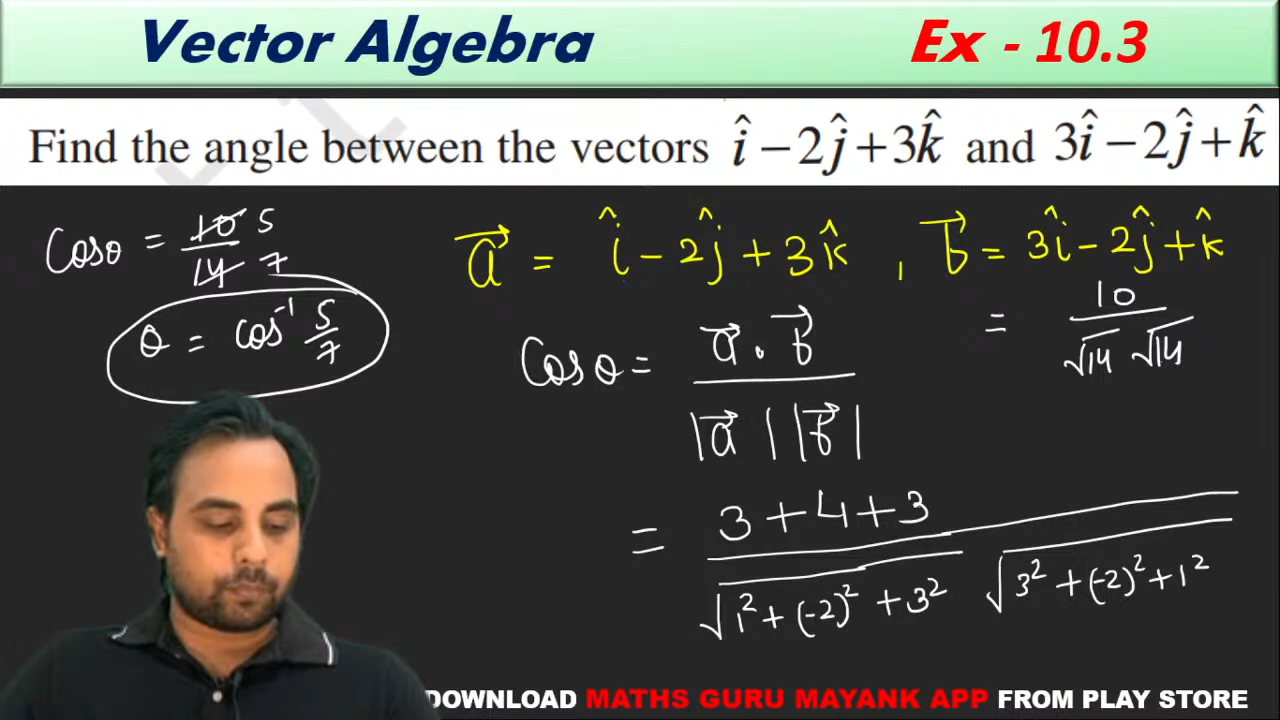 Vector Algebra Ex - 10.3
Find the angle between the vectors î − 2ĵ + 3k̂ and 3î − 2ĵ + k̂
a⃗ = î − 2ĵ + 3k̂ , b⃗ = 3î − 2ĵ + k̂
Cosθ = a⃗ . b⃗ / |a⃗ | |b⃗ |
= 3 + 4 + 3 / √1² + (-2)² + 3² √3² + (-2)² + 1²
= 10 / √14 √14
Cosθ = 10 5 / 14 7
θ = cos⁻¹ 5/7
DOWNLOAD MATHS GURU MAYANK APP FROM PLAY STORE